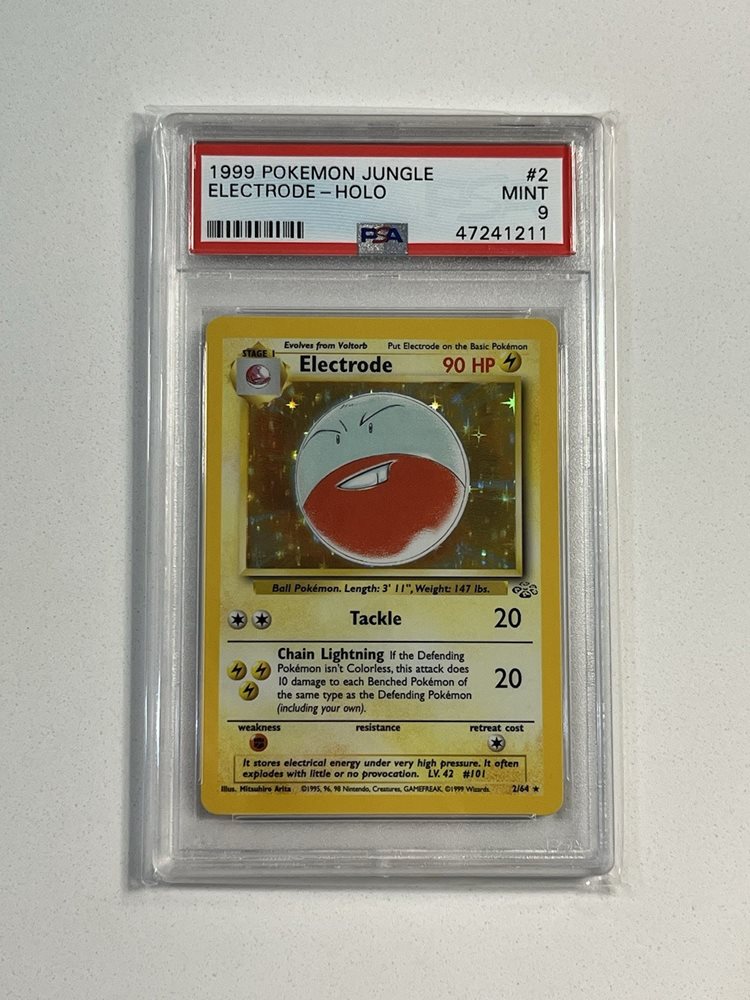 1999 POKEMON JUNGLE #2
ELECTRODE – HOLO MINT
9
PSA 47241211
Evolves from Voltorb Put Electrode on the Basic Pokémon
STAGE 1
Electrode 90 HP
Ball Pokémon. Length: 3' 11", Weight: 147 lbs.
Tackle 20
Chain Lightning If the Defending
Pokémon isn't Colorless, this attack does
10 damage to each Benched Pokémon of
the same type as the Defending Pokémon
(including your own).
20
weakness resistance retreat cost
It stores electrical energy under very high pressure. It often
explodes with little or no provocation. LV. 42 #101
Illus. Mitsuhiro Arita ©1995, 96, 98 Nintendo, Creatures, GAMEFREAK. ©1999 Wizards. 2/64 ★